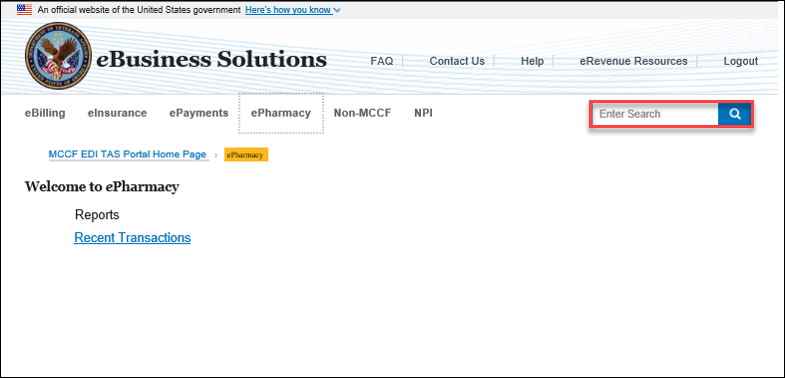 An official website of the United States government Here's how you know
eBusiness Solutions
FAQ Contact Us Help eRevenue Resources Logout
eBilling eInsurance ePayments ePharmacy Non-MCCF NPI Enter Search
MCCF EDI TAS Portal Home Page › ePharmacy
Welcome to ePharmacy
Reports
Recent Transactions